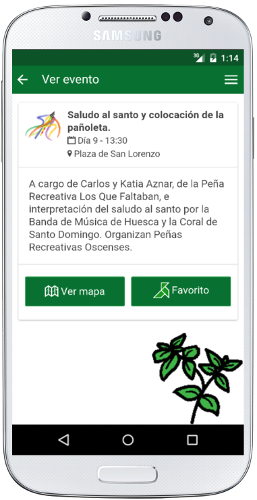 SAMSUNG
3G 1:14
Ver evento
Saludo al santo y colocación de la
pañoleta.
Día 9 - 13:30
Plaza de San Lorenzo
A cargo de Carlos y Katia Aznar, de la Peña
Recreativa Los Que Faltaban, e
interpretación del saludo al santo por la
Banda de Música de Huesca y la Coral de
Santo Domingo. Organizan Peñas
Recreativas Oscenses.
Ver mapa
Favorito